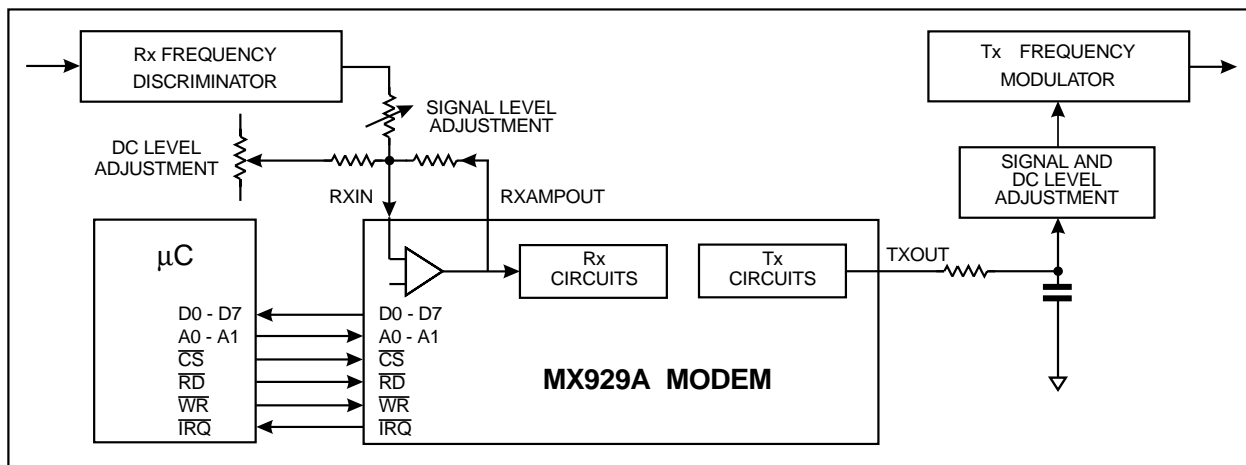 Rx FREQUENCY
DISCRIMINATOR
Tx FREQUENCY
MODULATOR
SIGNAL LEVEL
ADJUSTMENT
DC LEVEL
ADJUSTMENT
SIGNAL AND
DC LEVEL
ADJUSTMENT
RXIN
RXAMPOUT
µC
Rx
CIRCUITS
Tx
CIRCUITS
TXOUT
D0 - D7
A0 - A1
CS
RD
WR
IRQ
D0 - D7
A0 - A1
CS
RD
WR
IRQ
MX929A MODEM